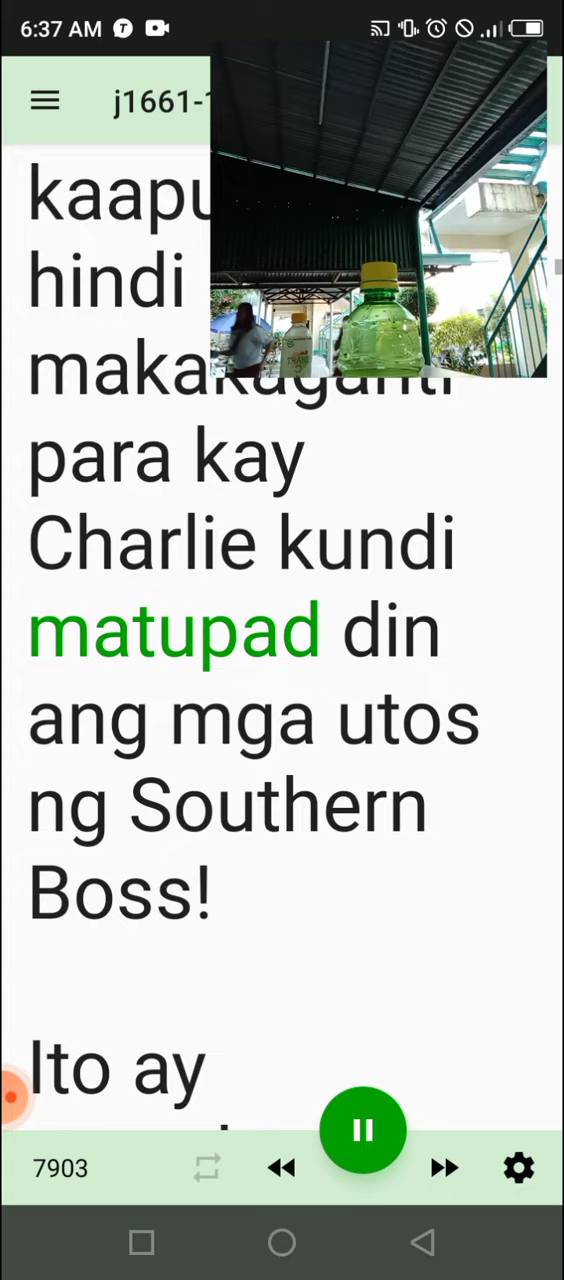 6:37 AM
j1661-1
hindi
para kay
Charlie kundi
matupad din
ang mga utos
ng Southern
Boss!
Ito ay
7903